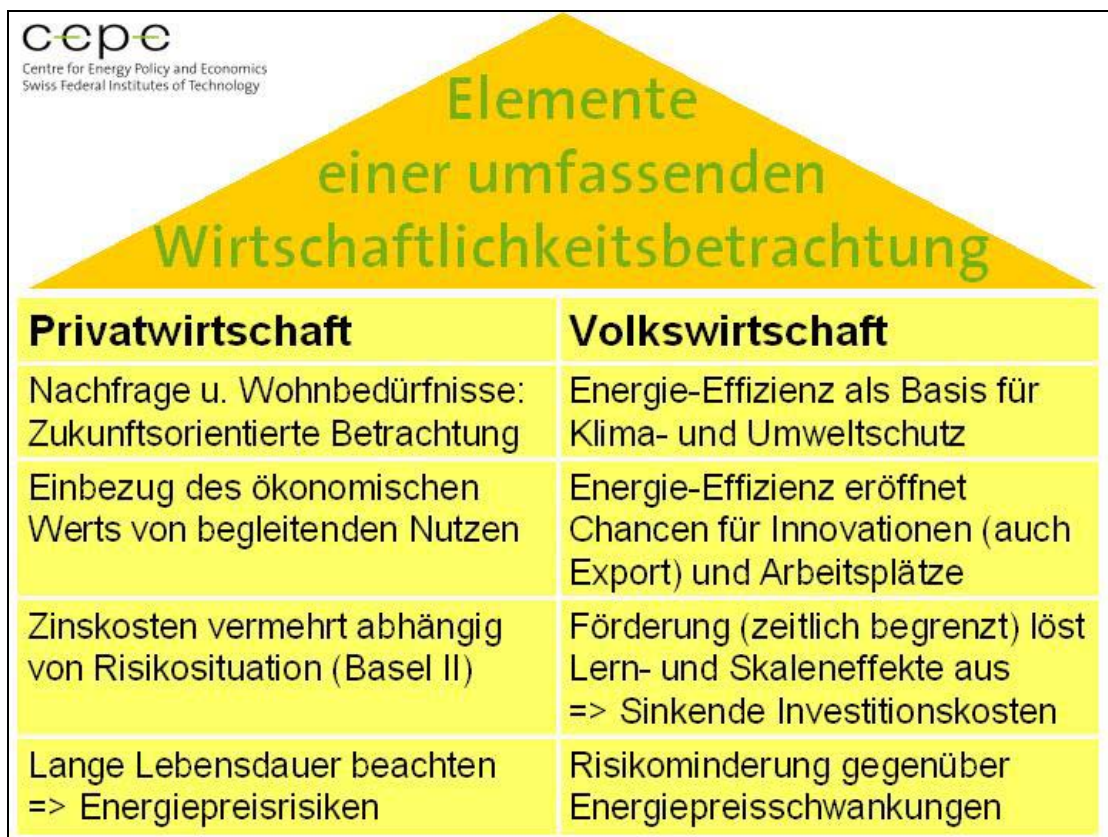 cepe
Centre for Energy Policy and Economics
Swiss Federal Institutes of Technology
Elemente
einer umfassenden
Wirtschaftlichkeitsbetrachtung
Privatwirtschaft
Volkswirtschaft
Nachfrage u. Wohnbedürfnisse:
Zukunftsorientierte Betrachtung
Energie-Effizienz als Basis für
Klima- und Umweltschutz
Einbezug des ökonomischen
Werts von begleitenden Nutzen
Energie-Effizienz eröffnet
Chancen für Innovationen (auch
Export) und Arbeitsplätze
Zinskosten vermehrt abhängig
von Risikosituation (Basel II)
Förderung (zeitlich begrenzt) löst
Lern- und Skaleneffekte aus
=> Sinkende Investitionskosten
Lange Lebensdauer beachten
=> Energiepreisrisiken
Risikominderung gegenüber
Energiepreisschwankungen